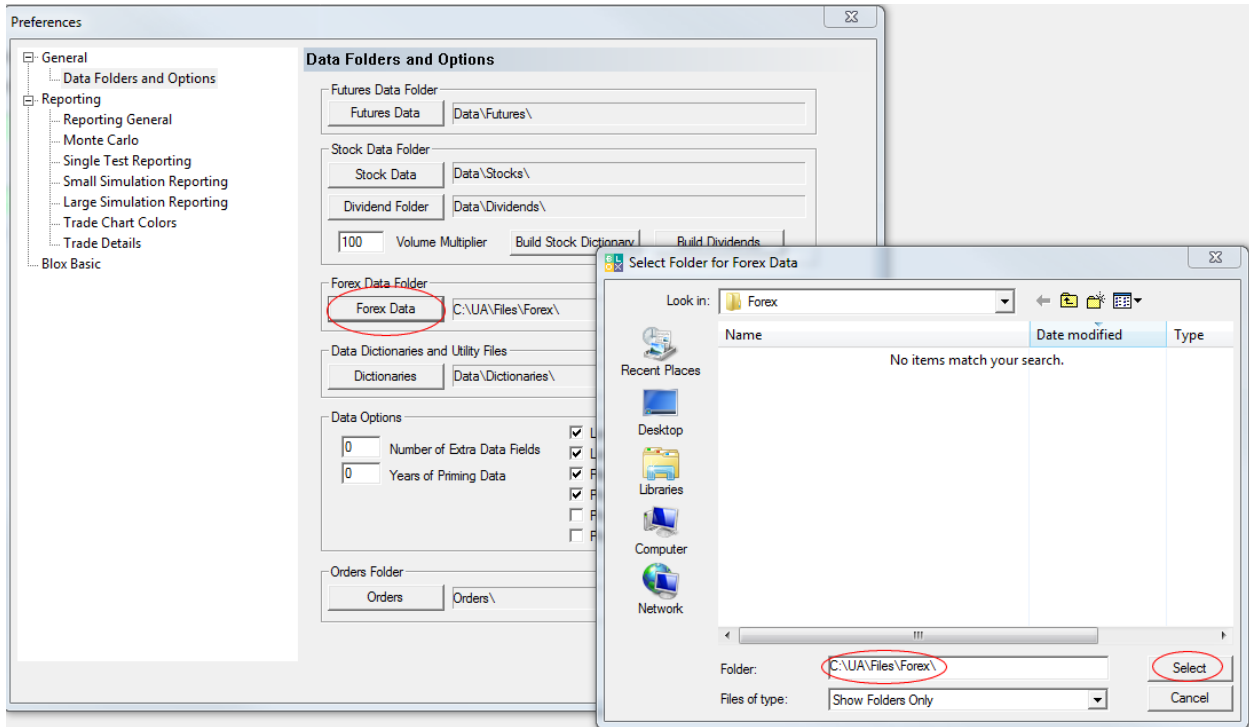 Preferences
General
Data Folders and Options
Reporting
Reporting General
Monte Carlo
Single Test Reporting
Small Simulation Reporting
Large Simulation Reporting
Trade Chart Colors
Trade Details
Blox Basic
Data Folders and Options
Futures Data Folder
Futures Data Data\Futures\
Stock Data Folder
Stock Data Data\Stocks\
Dividend Folder Data\Dividends\
100 Volume Multiplier Build Stock Dictionary Build Dividends
Forex Data Folder
Forex Data C:\UA\Files\Forex\
Data Dictionaries and Utility Files
Dictionaries Data\Dictionaries\
Data Options
0 Number of Extra Data Fields
0 Years of Priming Data
Orders Folder
Orders Orders\
Select Folder for Forex Data
Look in: Forex
Name Date modified Type
No items match your search.
Recent Places
Desktop
Libraries
Computer
Network
Folder: C:\UA\Files\Forex\ Select
Files of type: Show Folders Only Cancel